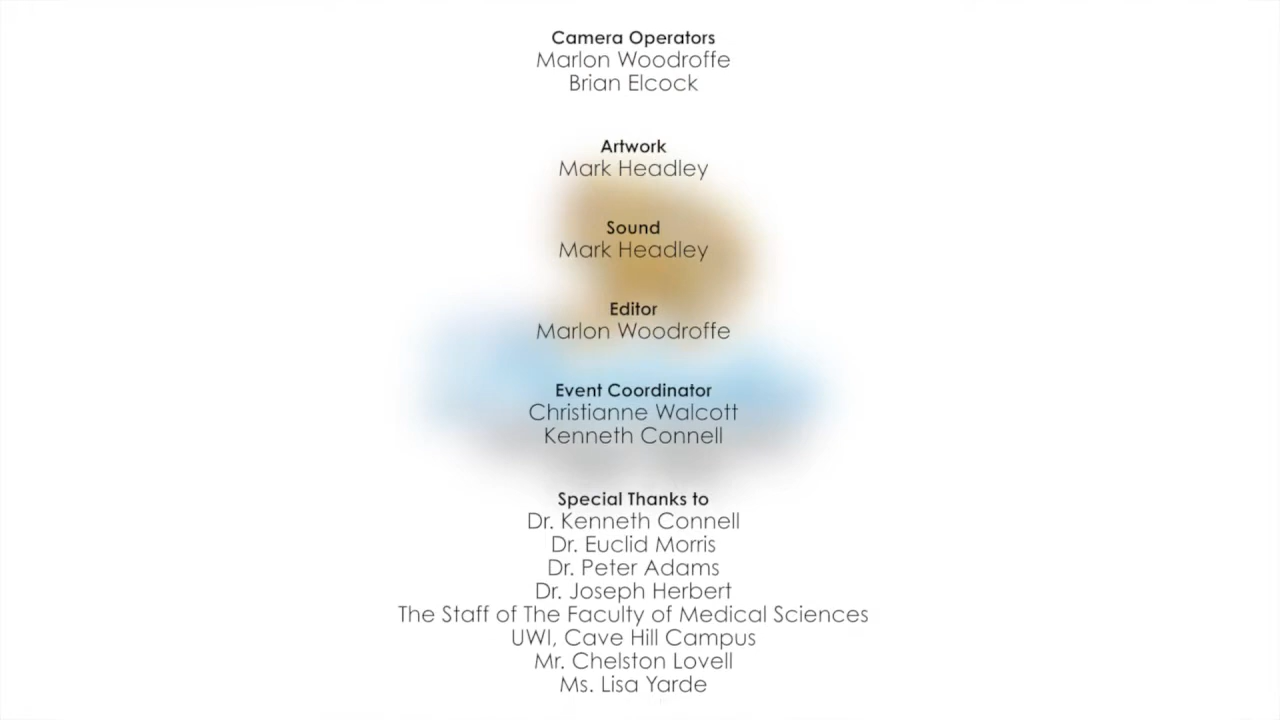 Camera Operators
Marlon Woodroffe
Brian Elcock
Artwork
Mark Headley
Sound
Mark Headley
Editor
Marlon Woodroffe
Event Coordinator
Christianne Walcott
Kenneth Connell
Special Thanks to
Dr. Kenneth Connell
Dr. Euclid Morris
Dr. Peter Adams
Dr. Joseph Herbert
The Staff of The Faculty of Medical Sciences
UWI, Cave Hill Campus
Mr. Chelston Lovell
Ms. Lisa Yarde